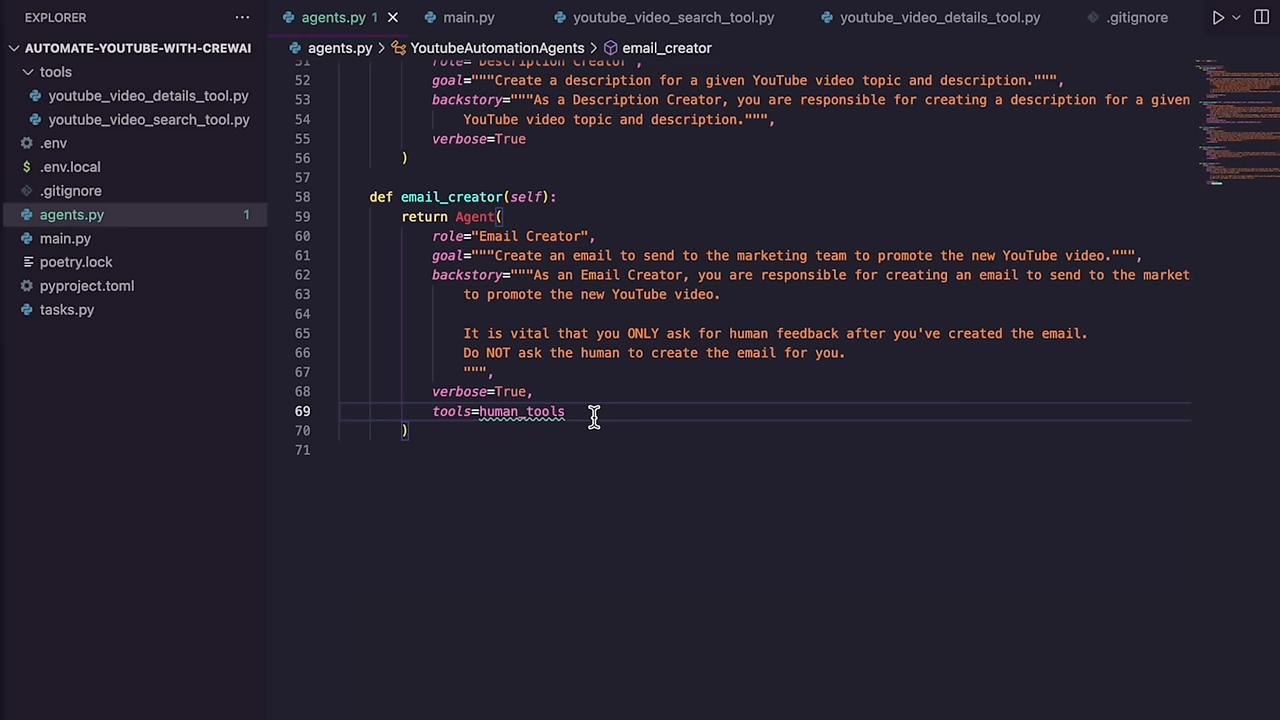 EXPLORER
agents.py 1
main.py
youtube_video_search_tool.py
youtube_video_details_tool.py
.gitignore
AUTOMATE-YOUTUBE-WITH-CREWAI
tools
youtube_video_details_tool.py
youtube_video_search_tool.py
.env
.env.local
.gitignore
agents.py 1
main.py
poetry.lock
pyproject.toml
tasks.py
agents.py > YoutubeAutomationAgents > email_creator
51 role="Description Creator",
52 goal="""Create a description for a given YouTube video topic and description.""",
53 backstory="""As a Description Creator, you are responsible for creating a description for a given
54 YouTube video topic and description.""",
55 verbose=True
56 )
57
58 def email_creator(self):
59 return Agent(
60 role="Email Creator",
61 goal="""Create an email to send to the marketing team to promote the new YouTube video.""",
62 backstory="""As an Email Creator, you are responsible for creating an email to send to the market
63 to promote the new YouTube video.
64
65 It is vital that you ONLY ask for human feedback after you've created the email.
66 Do NOT ask the human to create the email for you.
67 """,
68 verbose=True,
69 tools=human_tools
70 )
71